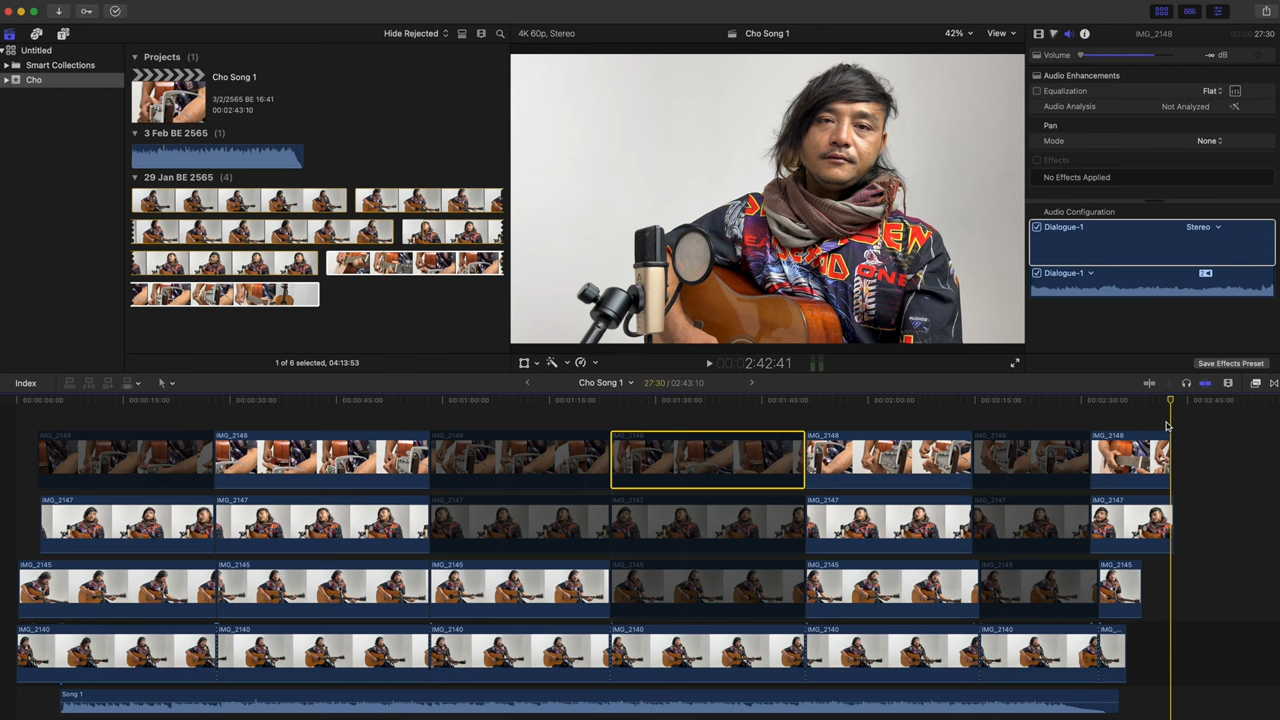 Hide Rejected
4K 60p, Stereo
Cho Song 1
42%
View
IMG_2148
00:00:27:30
Untitled
Smart Collections
Cho
Projects (1)
Cho Song 1
3/2/2565 BE 16:41
00:02:43:10
3 Feb BE 2565 (1)
29 Jan BE 2565 (4)
1 of 6 selected, 04:13:53
00:00:2:42:41
Volume
-∞ dB
Audio Enhancements
Equalization
Flat
Audio Analysis
Not Analyzed
Pan
Mode
None
Effects
No Effects Applied
Audio Configuration
Dialogue-1
Stereo
Dialogue-1
Save Effects Preset
Index
Cho Song 1
27:30 / 02:43:10
00:00:00:00
00:00:15:00
00:00:30:00
00:00:45:00
00:01:00:00
00:01:15:00
00:01:30:00
00:01:45:00
00:02:00:00
00:02:15:00
00:02:30:00
00:02:45:00
IMG_2148
IMG_2148
IMG_2148
IMG_2148
IMG_2148
IMG_2148
IMG_2148
IMG_2147
IMG_2147
IMG_2147
IMG_2147
IMG_2147
IMG_2147
IMG_2147
IMG_2145
IMG_2145
IMG_2145
IMG_2145
IMG_2145
IMG_2145
IMG_2145
IMG_2140
IMG_2140
IMG_2140
IMG_2140
IMG_2140
IMG_2140
IMG_...
Song 1